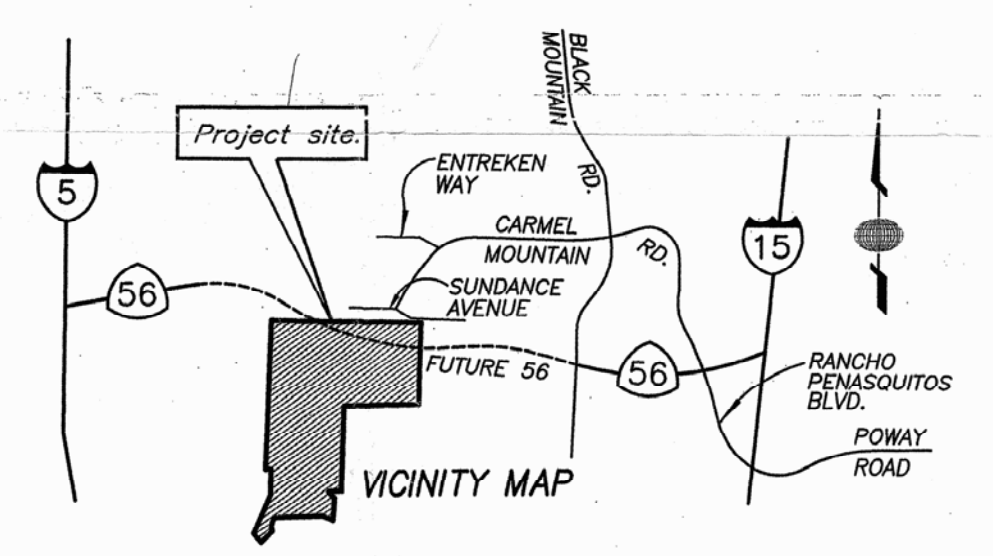 BLACK
MOUNTAIN
RD.
Project site.
ENTREKEN
WAY
5
CARMEL
MOUNTAIN
RD.
15
56
SUNDANCE
AVENUE
FUTURE 56
56
RANCHO
PENASQUITOS
BLVD.
POWAY
ROAD
VICINITY MAP